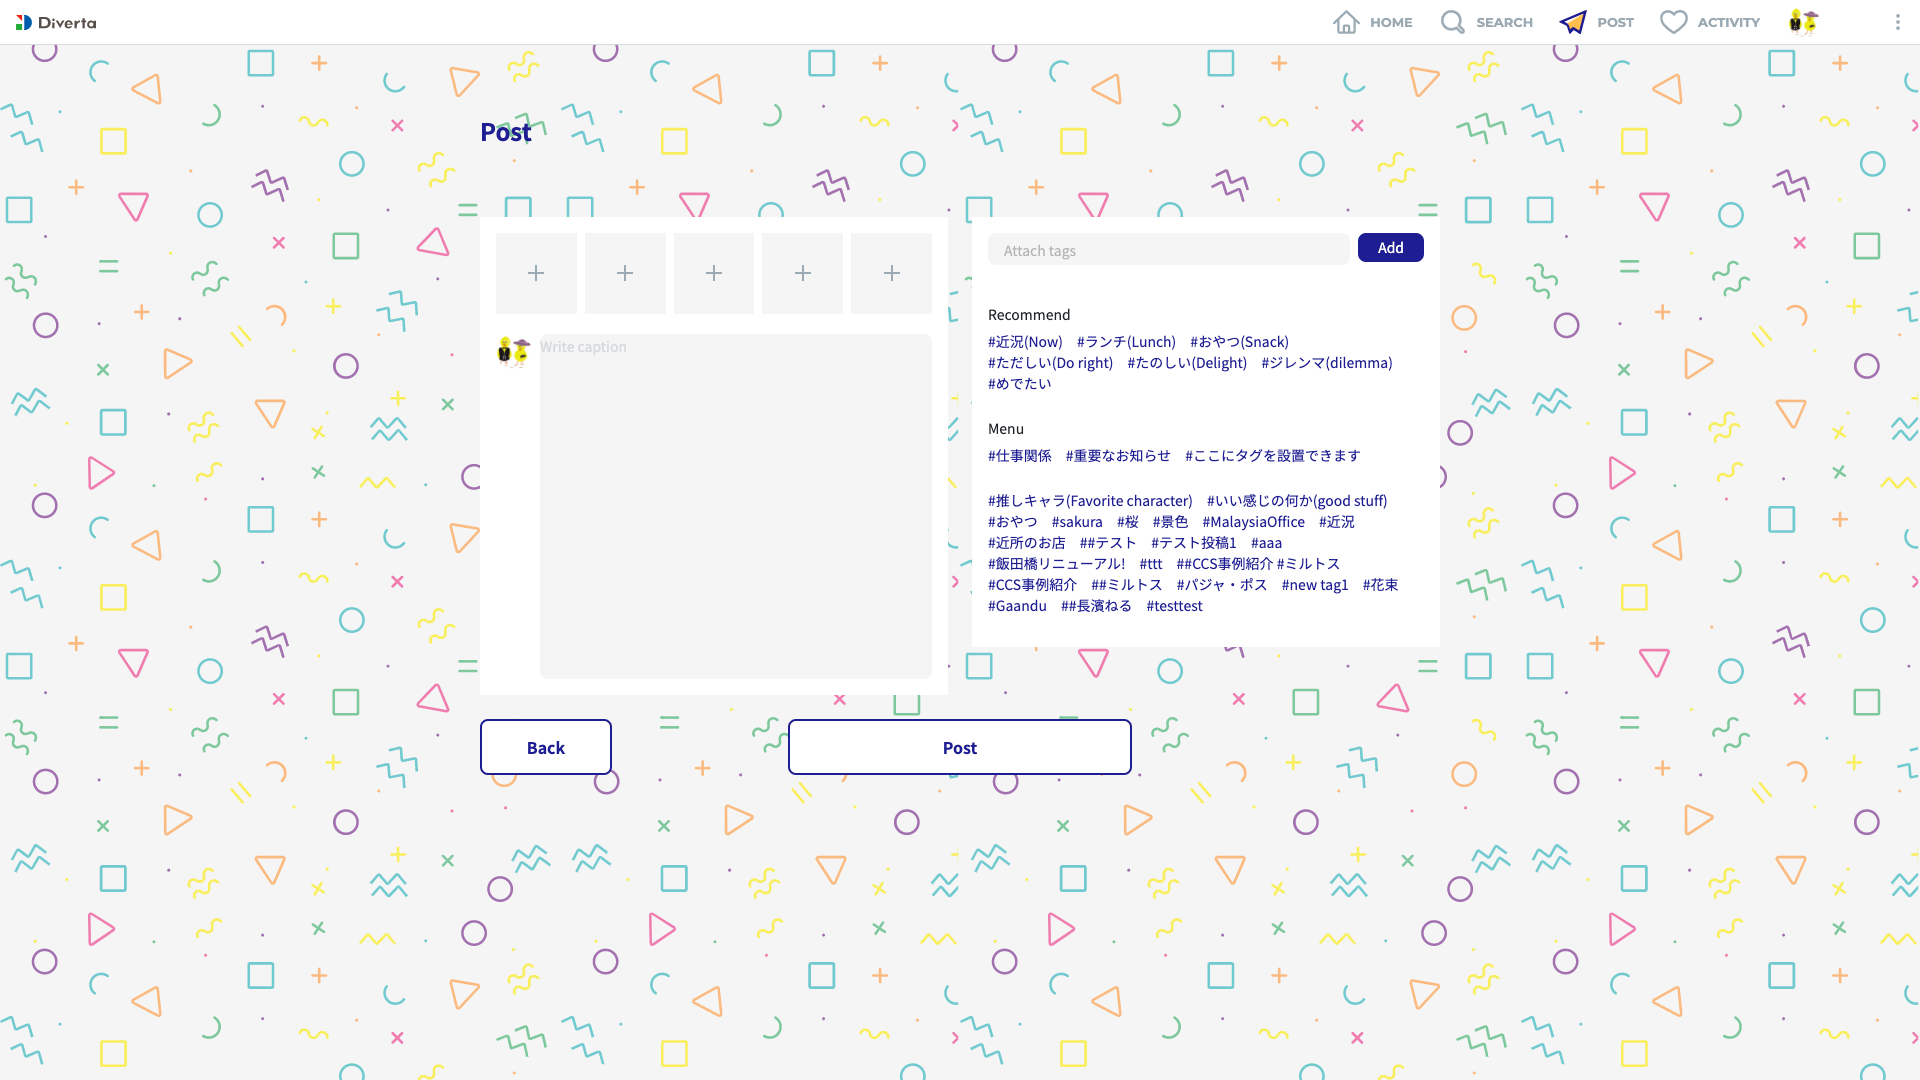 Diverta
HOME
SEARCH
POST
ACTIVITY
Post
Write caption
Attach tags
Add
Recommend
#近況(Now) #ランチ(Lunch) #おやつ(Snack)
#ただしい(Do right) #たのしい(Delight) #ジレンマ(dilemma)
#めでたい
Menu
#仕事関係 #重要なお知らせ #ここにタグを設置できます
#推しキャラ(Favorite character) #いい感じの何か(good stuff)
#おやつ #sakura #桜 #景色 #MalaysiaOffice #近況
#近所のお店 ##テスト #テスト投稿1 #aaa
#飯田橋リニューアル! #ttt ##CCS事例紹介 #ミルトス
#CCS事例紹介 ##ミルトス #パジャ・ポス #new tag1 #花束
#Gaandu ##長濱ねる #testtest
Back
Post